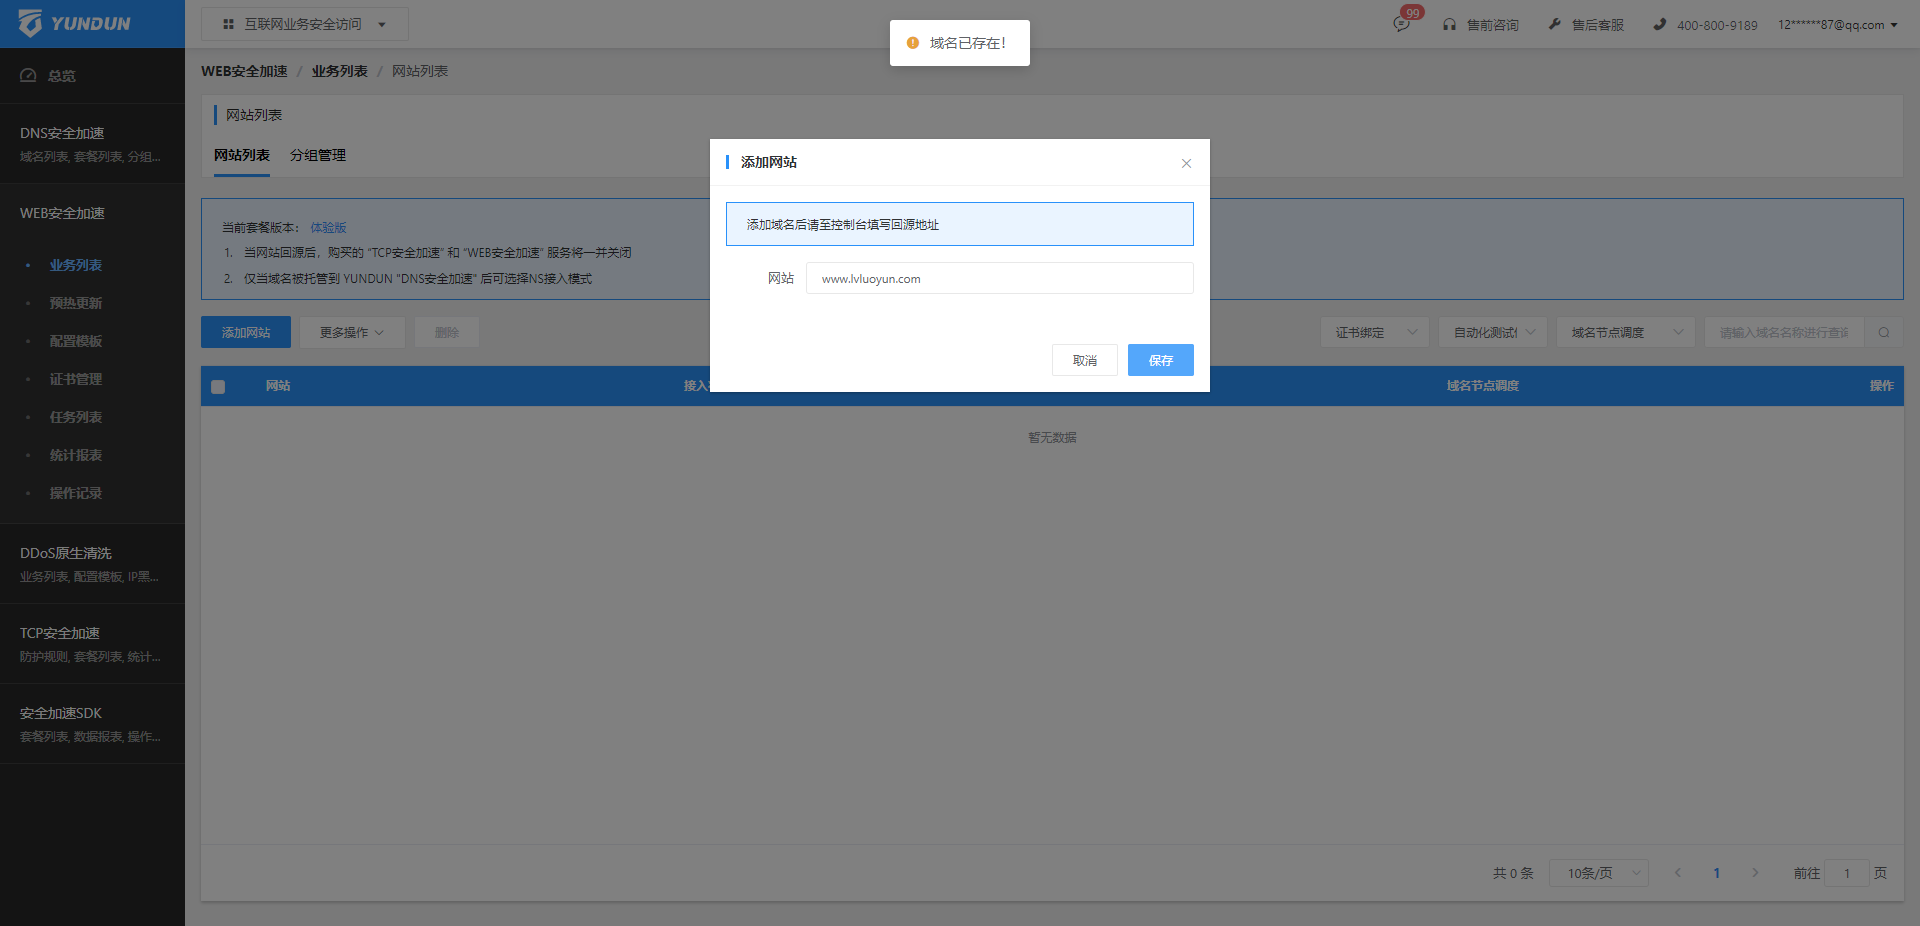 YUNDUN
互联网业务安全访问
域名已存在！
99
售前咨询
售后客服
400-800-9189
12******87@qq.com
总览
DNS安全加速
域名列表, 套餐列表, 分组...
WEB安全加速
业务列表
预热更新
配置模板
证书管理
任务列表
统计报表
操作记录
DDoS原生清洗
业务列表, 配置模板, IP黑...
TCP安全加速
防护规则, 套餐列表, 统计...
安全加速SDK
套餐列表, 数据报表, 操作...
WEB安全加速 / 业务列表 / 网站列表
网站列表
网站列表 分组管理
当前套餐版本： 体验版
1. 当网站回源后，购买的 “TCP安全加速” 和 “WEB安全加速” 服务将一并关闭
2. 仅当域名被托管到 YUNDUN "DNS安全加速" 后可选择NS接入模式
添加网站
更多操作
删除
证书绑定
自动化测试
域名节点调度
请输入域名名称进行查
网站
接入
域名节点调度
操作
暂无数据
添加网站
添加域名后请至控制台填写回源地址
网站 www.lvluoyun.com
取消
保存
共 0 条
10条/页
1
前往 1 页